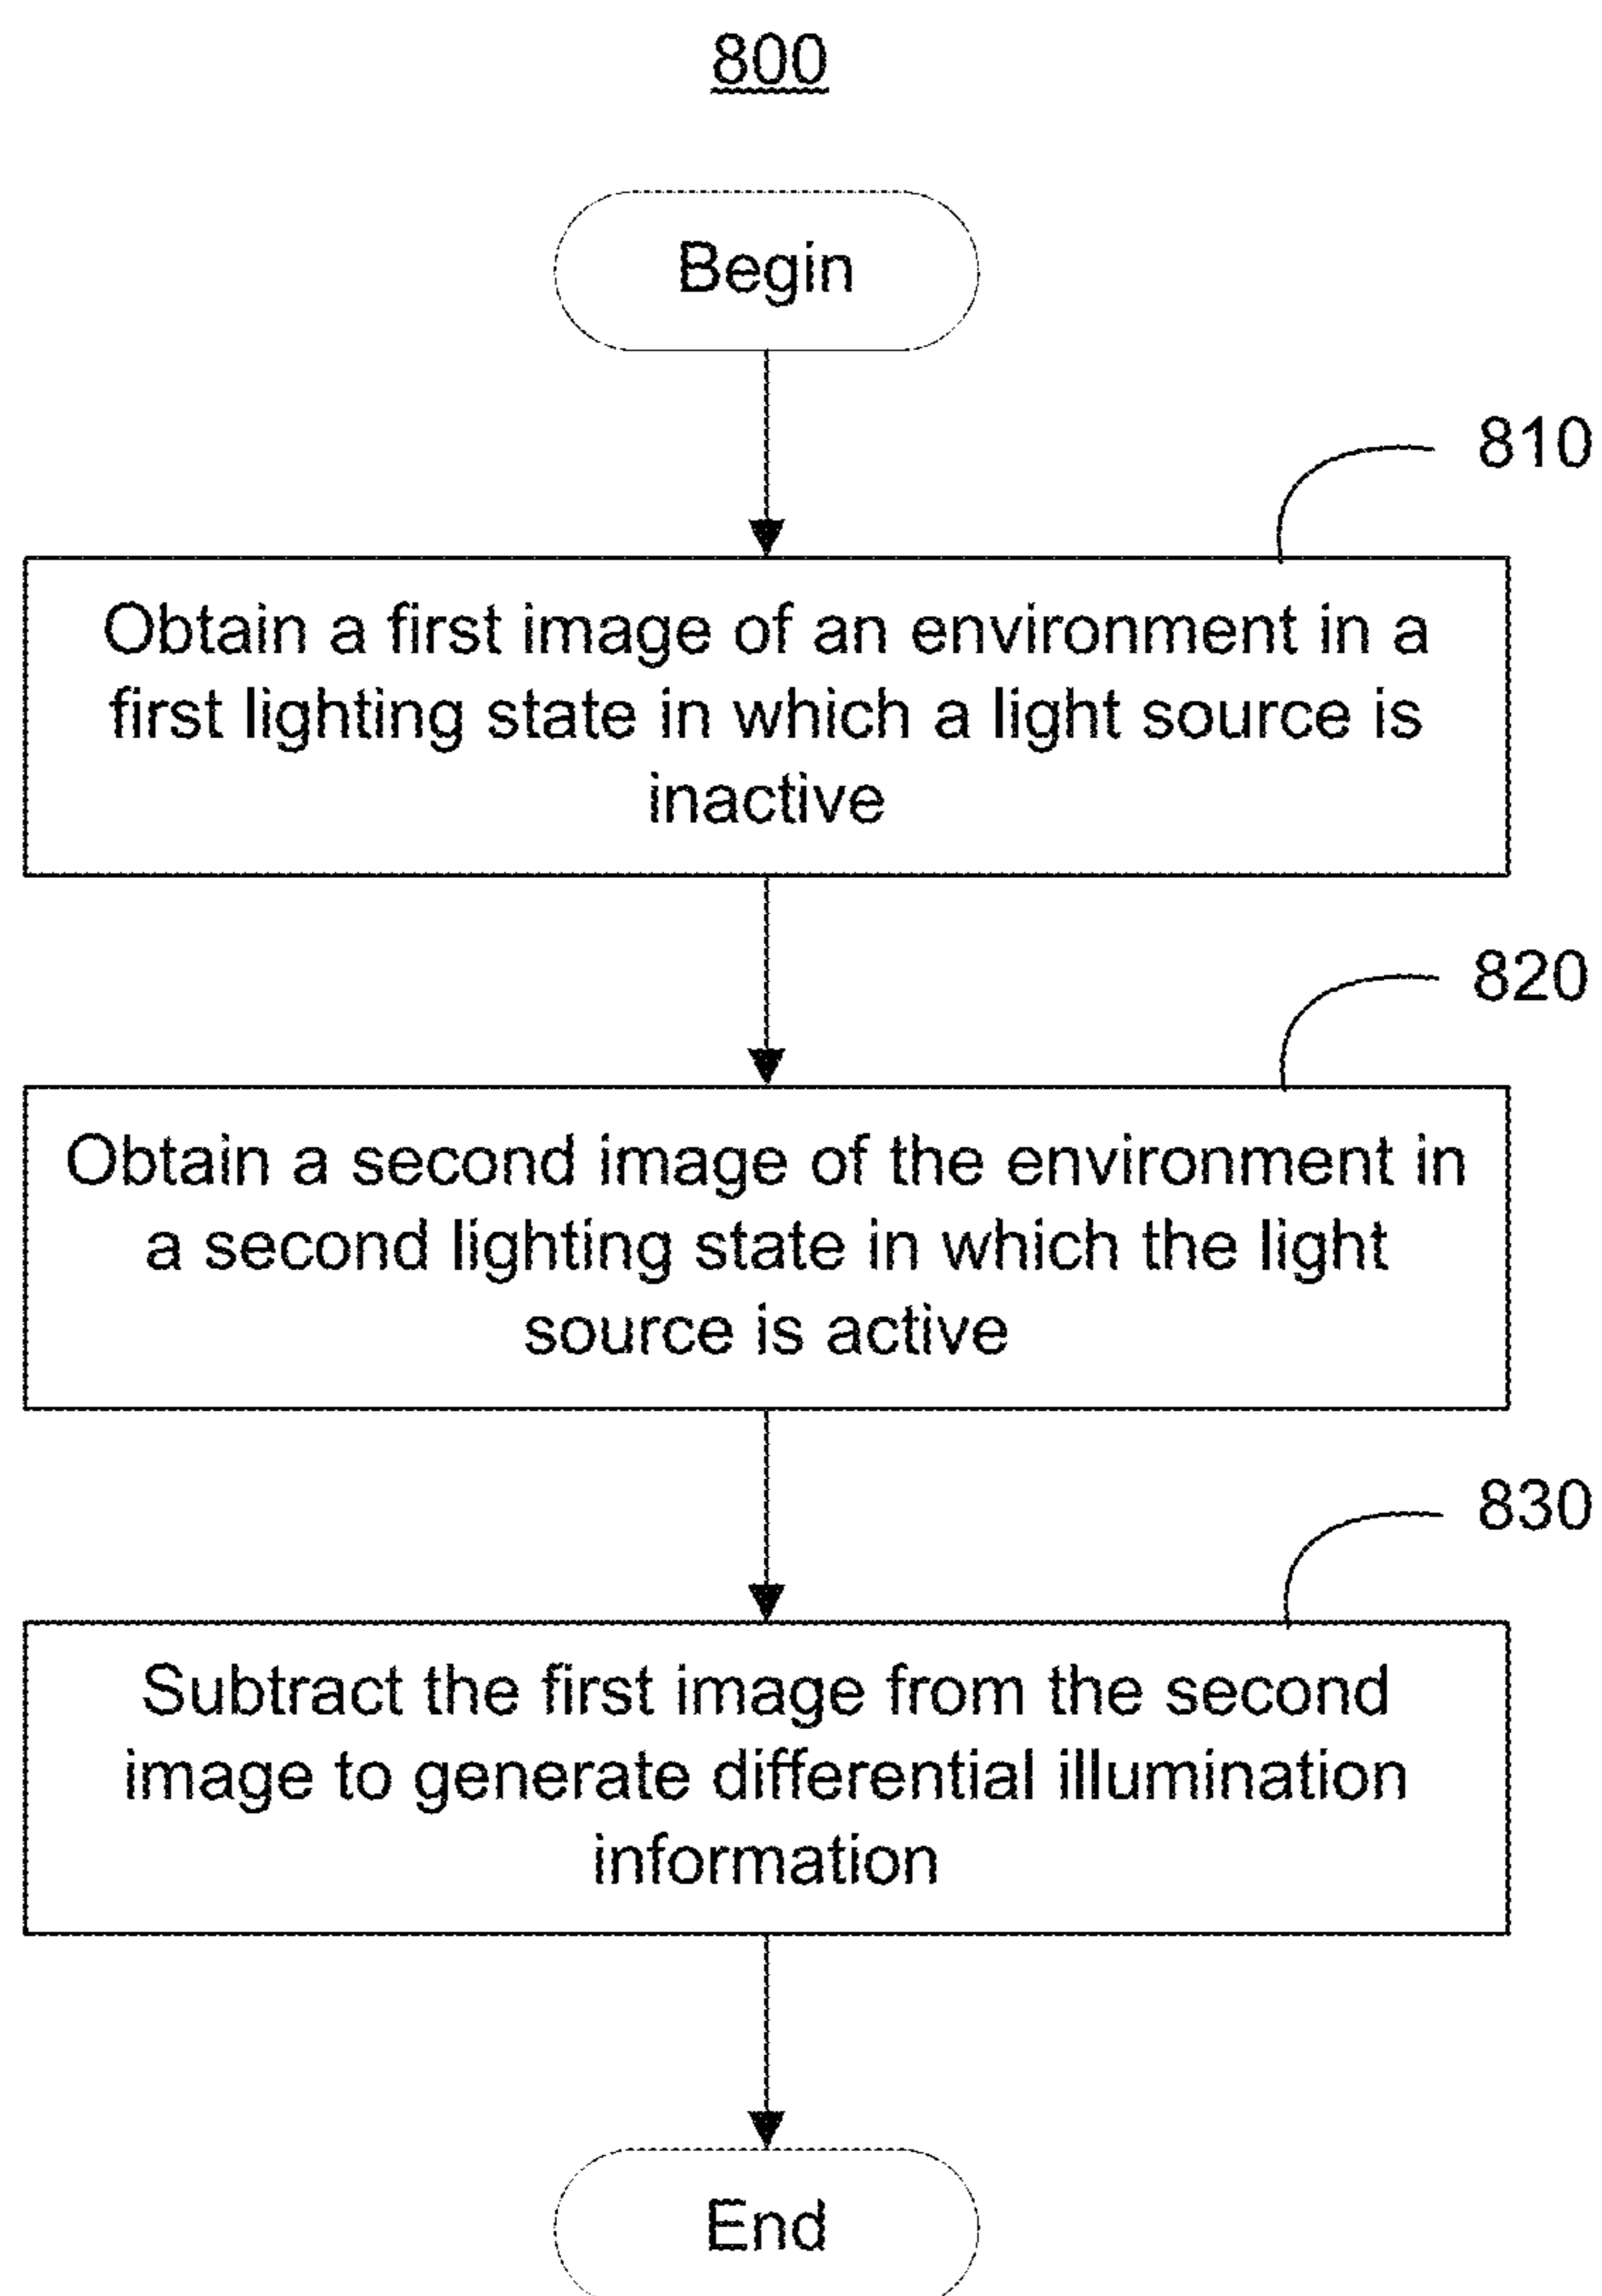 800
Begin
810
Obtain a first image of an environment in a
first lighting state in which a light source is
inactive
820
Obtain a second image of the environment in
a second lighting state in which the light
source is active
830
Subtract the first image from the second
image to generate differential illumination
information
End